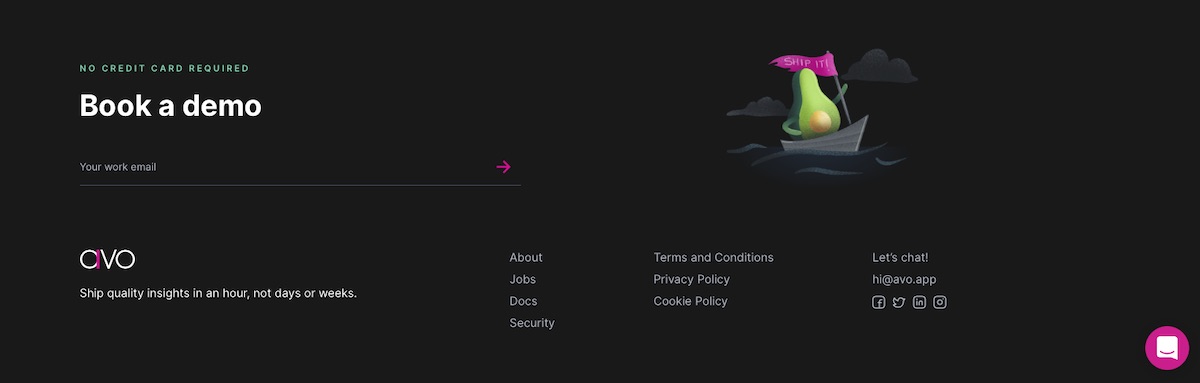 NO CREDIT CARD REQUIRED
Book a demo
Your work email
SHIP IT!
avo
Ship quality insights in an hour, not days or weeks.
About
Jobs
Docs
Security
Terms and Conditions
Privacy Policy
Cookie Policy
Let’s chat!
hi@avo.app